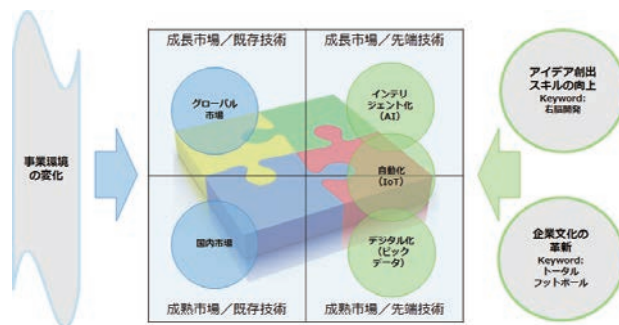 事業環境
の変化
成長市場／既存技術
成長市場／先端技術
グローバル
市場
インテリ
ジェント化
（AI）
自動化
（IoT）
国内市場
デジタル化
（ビック
データ）
成熟市場／既存技術
成熟市場／先端技術
アイデア創出
スキルの向上
Keyword:
右脳開発
企業文化の
革新
Keyword:
トータル
フットボール